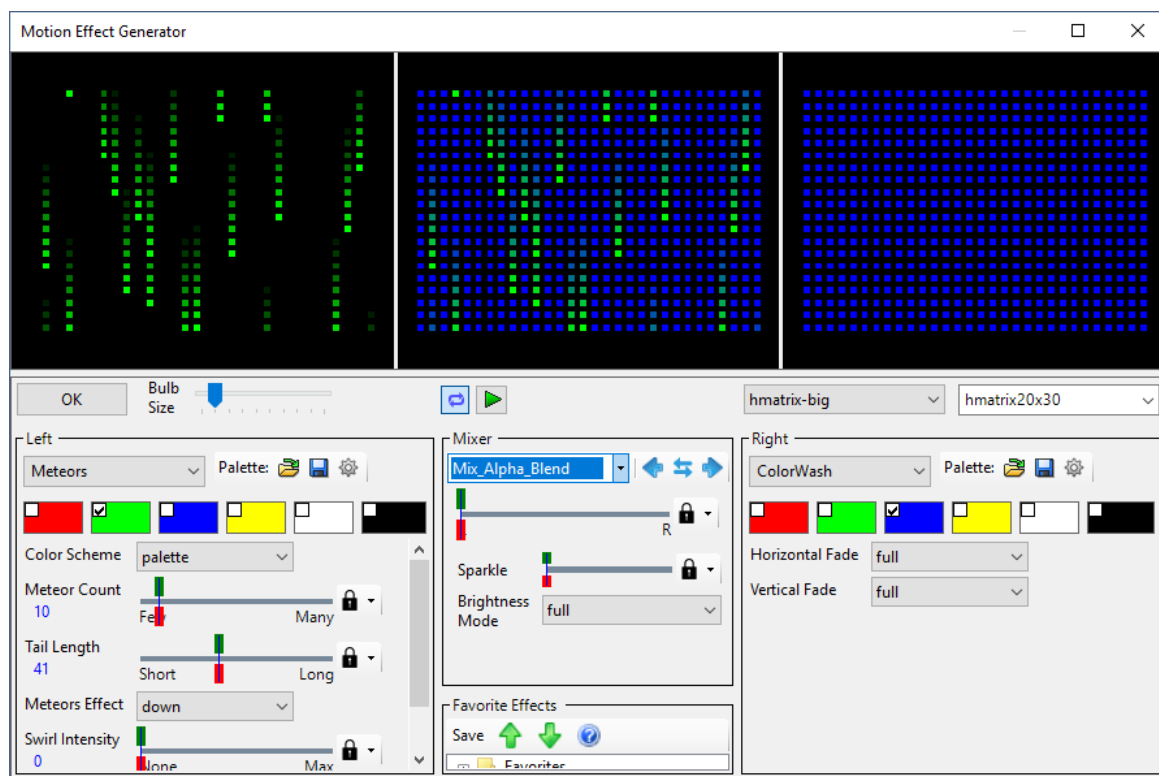 Motion Effect Generator
OK
Bulb
Size
hmatrix-big
hmatrix20x30
Left
Meteors
Palette:
Color Scheme
palette
Meteor Count
10
Few
Many
Tail Length
41
Short
Long
Meteors Effect
down
Swirl Intensity
0
None
Max
Mixer
Mix_Alpha_Blend
R
Sparkle
Brightness
Mode
full
Favorite Effects
Save
Favorites
Right
ColorWash
Palette:
Horizontal Fade
full
Vertical Fade
full